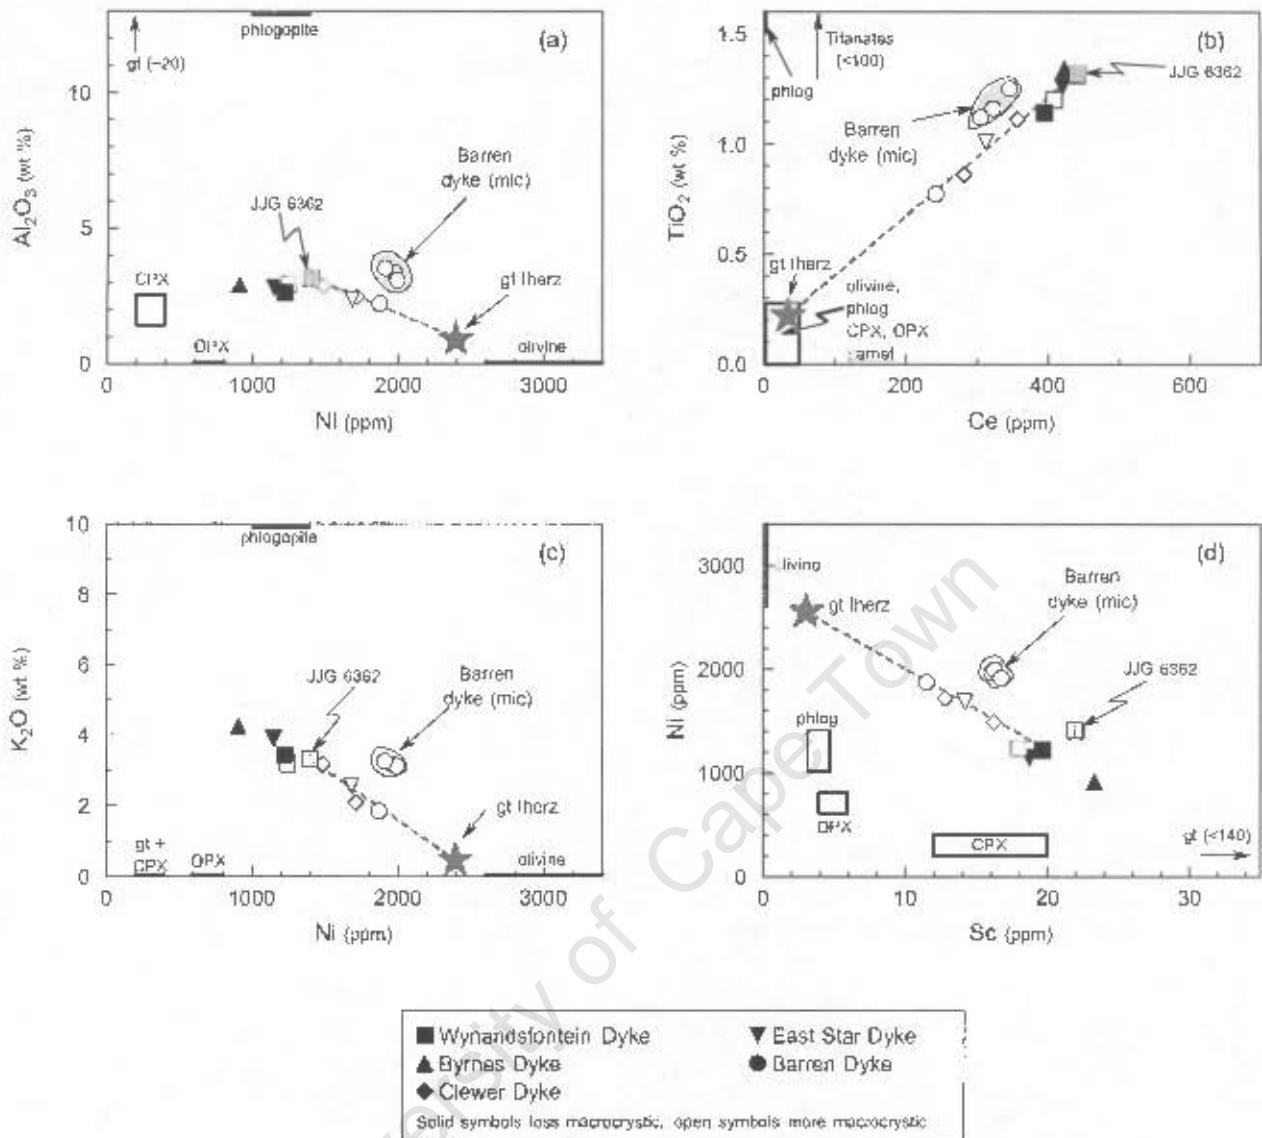 phlogopite
(a)
gt (~20)
Al2O3 (wt %)
10
5
0
Barren
dyke (mic)
JJG 6362
CPX
gt lherz
OPX
olivine
0 1000 2000 3000
Ni (ppm)
1.5
1.0
0.5
0.0
TiO2 (wt %)
Titanates
(<100)
(b)
phlog
JJG 6362
Barren
dyke (mic)
gt lherz
olivine,
phlog
CPX, OPX
0 200 400 600
Ce (ppm)
10
8
6
4
2
0
K2O (wt %)
phlogopite
(c)
JJG 6362
Barren
dyke (mic)
gt lherz
gt +
CPX
OPX
olivine
0 1000 2000 3000
Ni (ppm)
3000
2000
1000
0
Ni (ppm)
(d)
gt lherz
Barren
dyke (mic)
JJG 6362
phlog
OPX
CPX
gt (<140)
0 10 20 30
Sc (ppm)
Wynandsfontein Dyke
East Star Dyke
Byrnes Dyke
Barren Dyke
Clewer Dyke
Solid symbols less macrocrystic, open symbols more macrocrystic
University of Cape Town